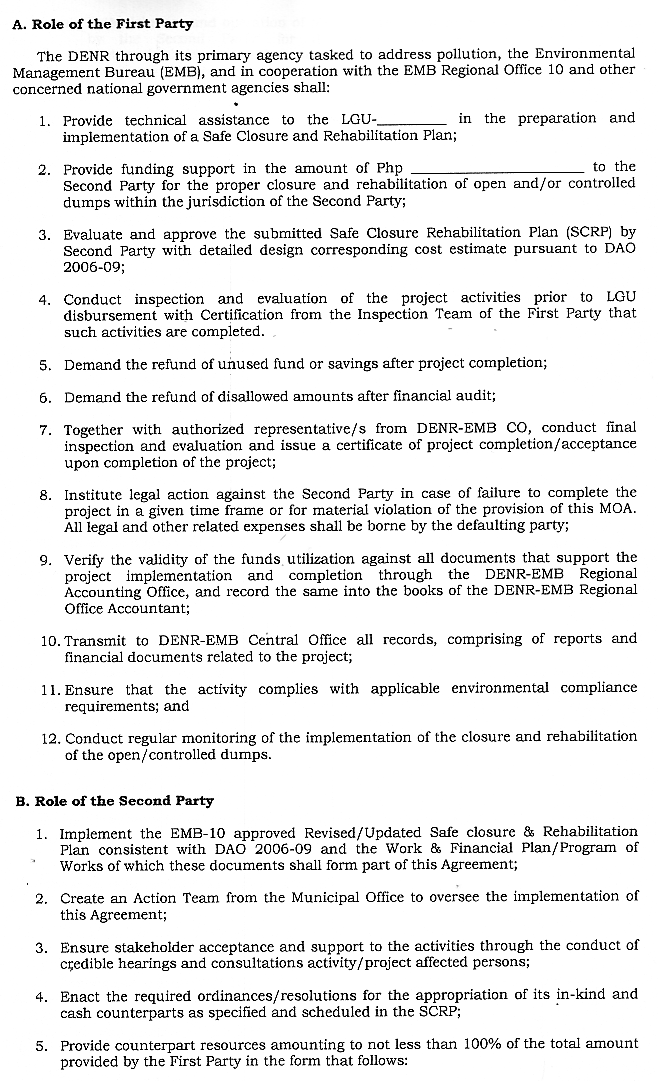 A. Role of the First Party
The DENR through its primary agency tasked to address pollution, the Environmental
Management Bureau (EMB), and in cooperation with the EMB Regional Office 10 and other
concerned national government agencies shall:
1. Provide technical assistance to the LGU-_________ in the preparation and
implementation of a Safe Closure and Rehabilitation Plan;
2. Provide funding support in the amount of Php ______________________ to the
Second Party for the proper closure and rehabilitation of open and/or controlled
dumps within the jurisdiction of the Second Party;
3. Evaluate and approve the submitted Safe Closure Rehabilitation Plan (SCRP) by
Second Party with detailed design corresponding cost estimate pursuant to DAO
2006-09;
4. Conduct inspection and evaluation of the project activities prior to LGU
disbursement with Certification from the Inspection Team of the First Party that
such activities are completed.
5. Demand the refund of unused fund or savings after project completion;
6. Demand the refund of disallowed amounts after financial audit;
7. Together with authorized representative/s from DENR-EMB CO, conduct final
inspection and evaluation and issue a certificate of project completion/acceptance
upon completion of the project;
8. Institute legal action against the Second Party in case of failure to complete the
project in a given time frame or for material violation of the provision of this MOA.
All legal and other related expenses shall be borne by the defaulting party;
9. Verify the validity of the funds utilization against all documents that support the
project implementation and completion through the DENR-EMB Regional
Accounting Office, and record the same into the books of the DENR-EMB Regional
Office Accountant;
10. Transmit to DENR-EMB Central Office all records, comprising of reports and
financial documents related to the project;
11. Ensure that the activity complies with applicable environmental compliance
requirements; and
12. Conduct regular monitoring of the implementation of the closure and rehabilitation
of the open/controlled dumps.
B. Role of the Second Party
1. Implement the EMB-10 approved Revised/Updated Safe closure & Rehabilitation
Plan consistent with DAO 2006-09 and the Work & Financial Plan/Program of
Works of which these documents shall form part of this Agreement;
2. Create an Action Team from the Municipal Office to oversee the implementation of
this Agreement;
3. Ensure stakeholder acceptance and support to the activities through the conduct of
credible hearings and consultations activity/project affected persons;
4. Enact the required ordinances/resolutions for the appropriation of its in-kind and
cash counterparts as specified and scheduled in the SCRP;
5. Provide counterpart resources amounting to not less than 100% of the total amount
provided by the First Party in the form that follows: